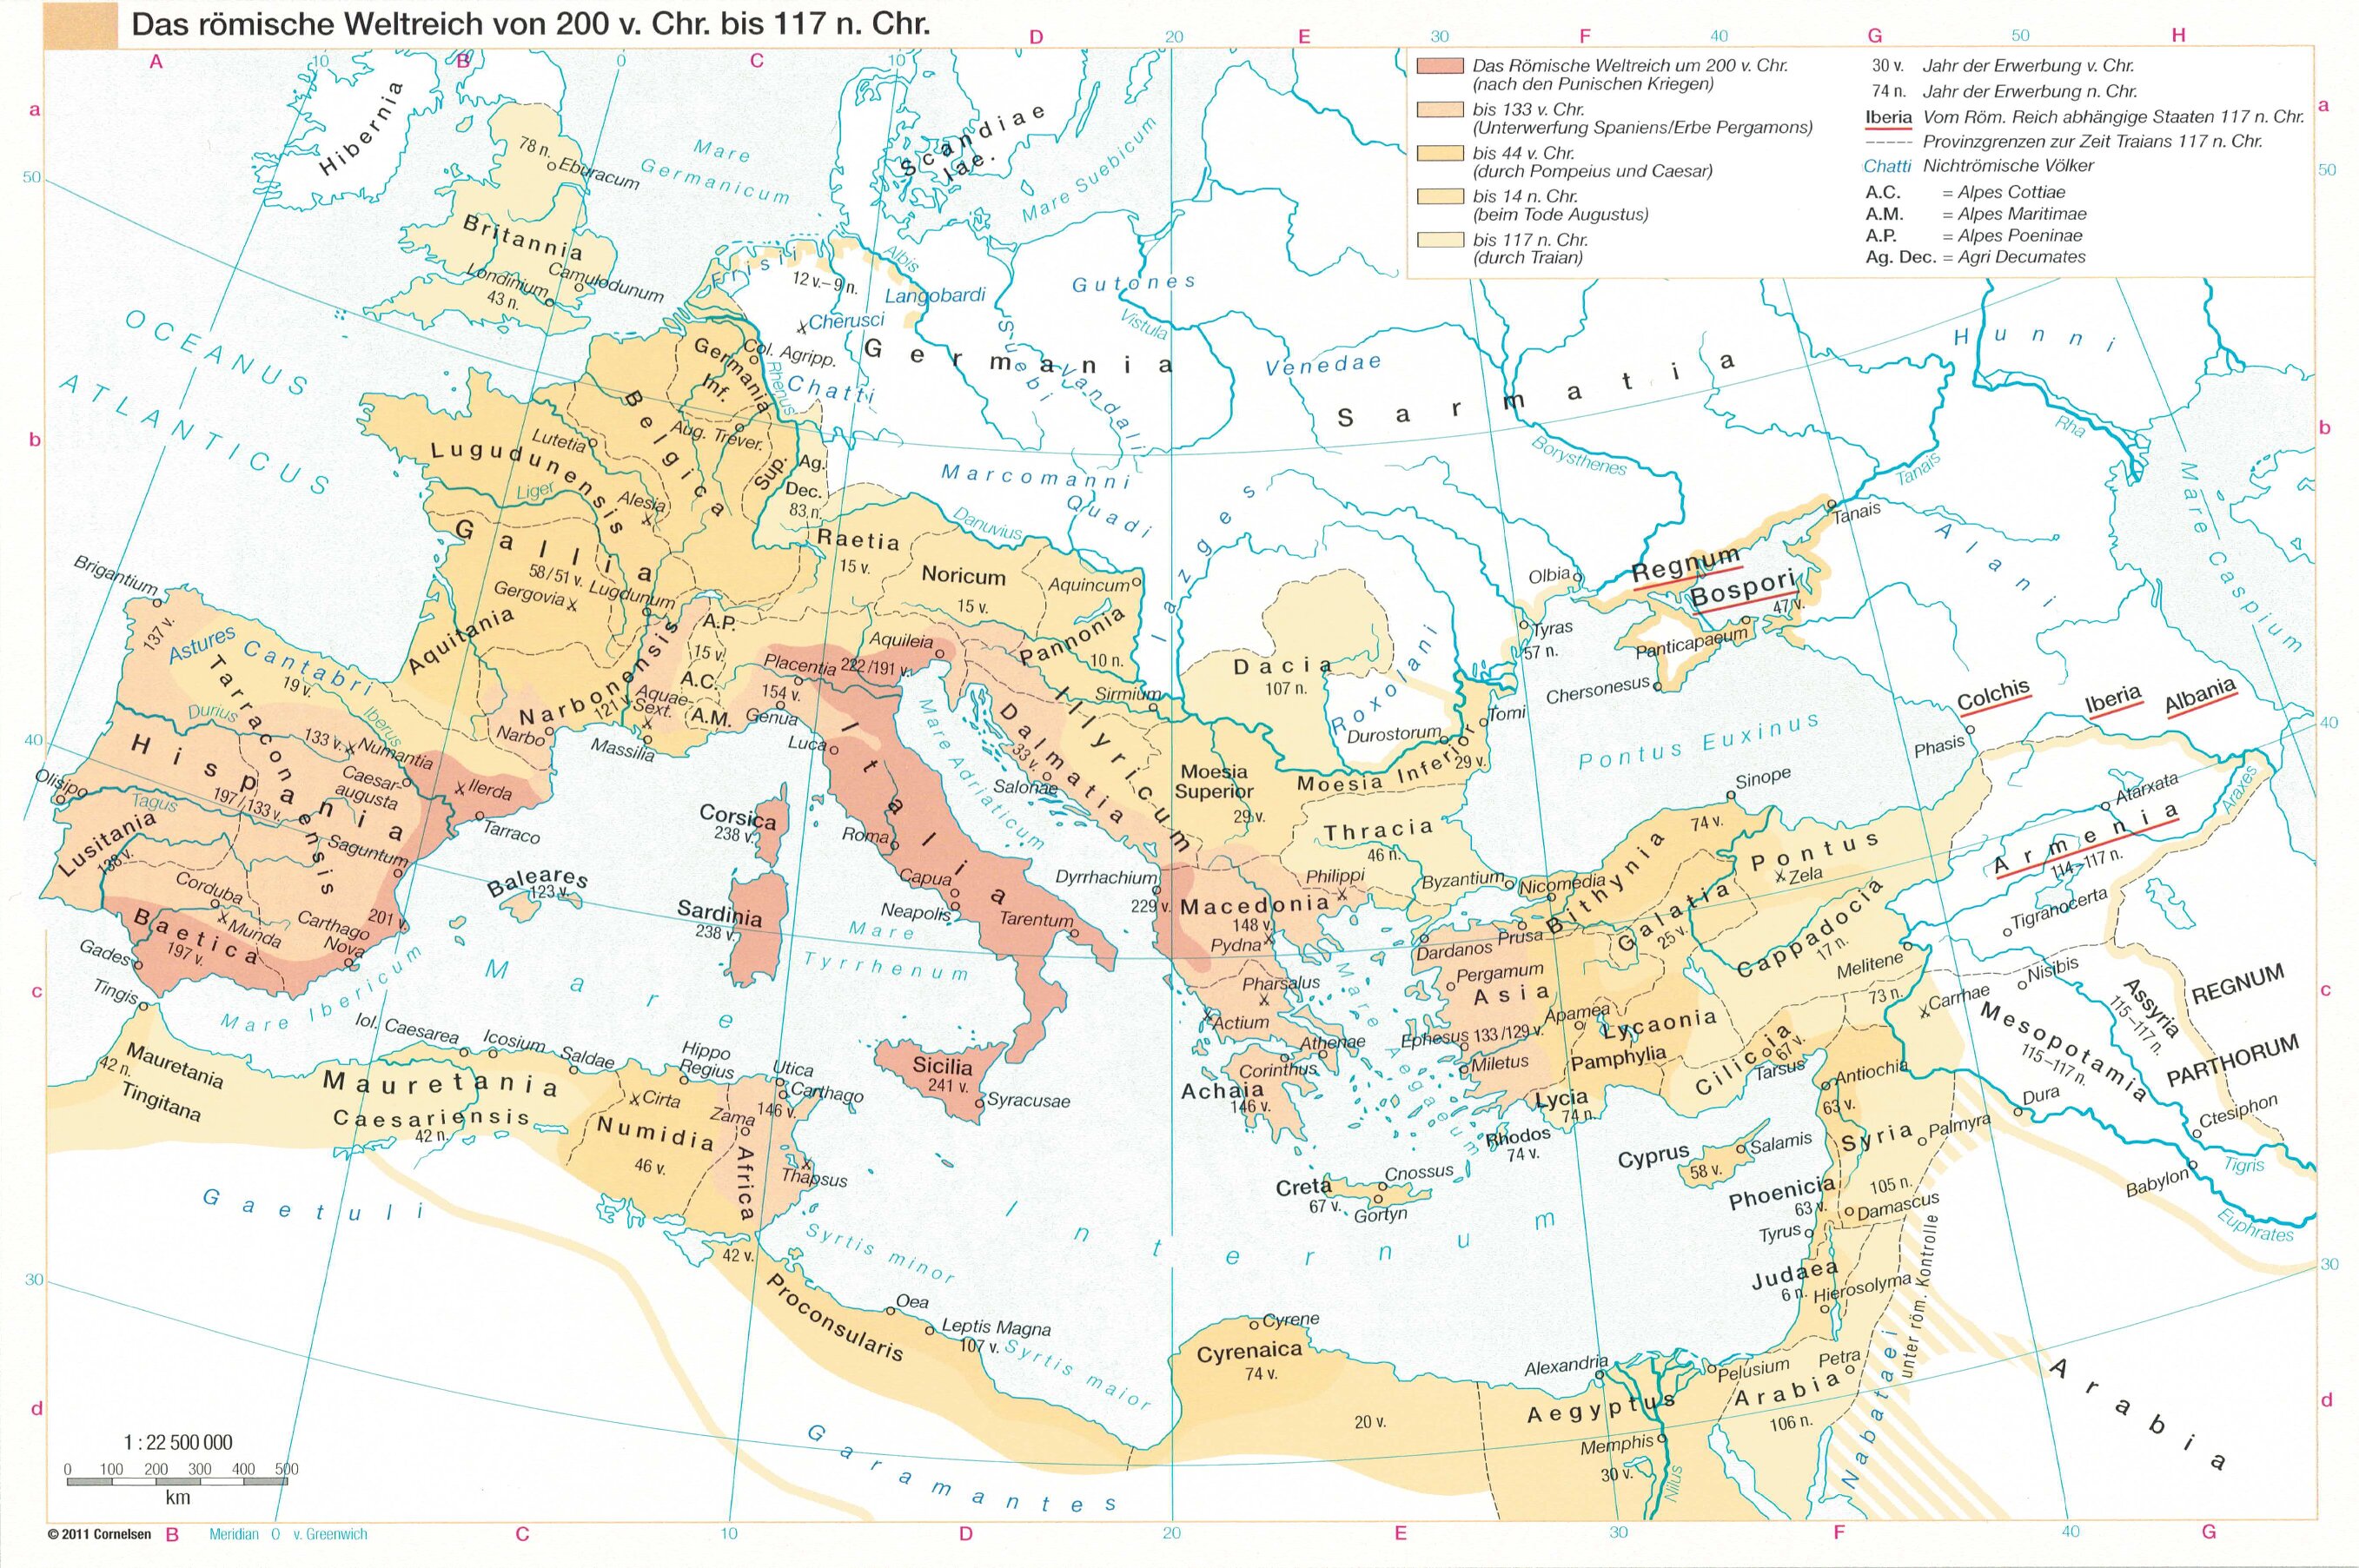 Das römische Weltreich von 200 v. Chr. bis 117 n. Chr.
A
B
C
D
E
F
G
H
10
0
10
20
30
40
50
a
a
50
50
b
b
40
40
c
c
30
30
d
d
Das Römische Weltreich um 200 v. Chr.
(nach den Punischen Kriegen)
bis 133 v. Chr.
(Unterwerfung Spaniens/Erbe Pergamons)
bis 44 v. Chr.
(durch Pompeius und Caesar)
bis 14 n. Chr.
(beim Tode Augustus)
bis 117 n. Chr.
(durch Traian)
30 v. Jahr der Erwerbung v. Chr.
74 n. Jahr der Erwerbung n. Chr.
Iberia Vom Röm. Reich abhängige Staaten 117 n. Chr.
Provinzgrenzen zur Zeit Traians 117 n. Chr.
Chatti Nichtrömische Völker
A.C. = Alpes Cottiae
A.M. = Alpes Maritimae
A.P. = Alpes Poeninae
Ag. Dec. = Agri Decumates
Hibernia
78 n.
Eburacum
Britannia
Londinium
43 n.
Camulodunum
Mare
Germanicum
Scandiae
Iae.
Mare Suebicum
OCEANUS
ATLANTICUS
Frisii
12 v.–9 n.
Albis
Langobardi
Cherusci
Gutones
Vistula
Suebi
Vandali
Germania
Venedae
Sarmatia
Hunni
Rha
Borysthenes
Tanais
Tanais
Alani
Mare Caspium
Col. Agripp.
Germania
Inf.
Rhenus
Chatti
Belgica
Aug. Trever.
Sup.
Ag.
Dec.
83 n.
Lutetia
Lugudunensis
Liger
Alesia
Gallia
58/51 v.
Lugdunum
Gergovia
Aquitania
Marcomanni
Quadi
Danuvius
Raetia
15 v.
Noricum
15 v.
Aquincum
Pannonia
10 n.
Iazyges
Dacia
107 n.
Roxolani
Olbia
Tyras
57 n.
Regnum
Bospori
47 v.
Panticapaeum
Chersonesus
Colchis
Iberia
Albania
Phasis
Pontus Euxinus
Brigantium
137 v.
Astures
Cantabri
19 v.
Tarraconensis
Durius
Iberus
133 v.
Numantia
Hispania
197/133 v.
Caesar-
augusta
Ilerda
Tarraco
Olisipo
Tagus
Lusitania
138 v.
Saguntum
Corduba
Munda
Carthago
Nova
201 v.
Baetica
197 v.
Gades
Tingis
Mare Ibericum
Baleares
123 v.
Narbonensis
121 v.
Narbo
Massilia
Aquae
Sext.
A.P.
15 v.
A.C.
A.M.
Placentia
222/191 v.
154 v.
Genua
Aquileia
Luca
Italia
Roma
Capua
Neapolis
Tarentum
Corsica
238 v.
Sardinia
238 v.
Mare
Tyrrhenum
Mare Adriaticum
Sirmium
Illyricum
Dalmatia
33 v.
Salonae
Moesia
Superior
29 v.
Durostorum
Tomi
Moesia Inferior
29 v.
Thracia
46 n.
Philippi
Byzantium
Dyrrhachium
229 v.
Macedonia
148 v.
Pydna
Pharsalus
Actium
Athenae
Corinthus
Achaia
146 v.
Mare Aegaeum
Sicilia
241 v.
Syracusae
Sinope
74 v.
Nicomedia
Bithynia
Pontus
Zela
Galatia
25 v.
Dardanos
Prusa
Pergamum
Asia
Ephesus 133/129 v.
Apamea
Miletus
Lycaonia
Pamphylia
Lycia
74 n.
Rhodos
74 v.
Cappadocia
17 n.
Melitene
73 n.
Cilicia
67 v.
Tarsus
Armenia
114–117 n.
Atarxata
Araxes
Tigranocerta
Nisibis
Carrhae
Mesopotamia
115–117 n.
Assyria
115–117 n.
REGNUM
PARTHORUM
Ctesiphon
Dura
Babylon
Tigris
Euphrates
Antiochia
63 v.
Syria
Palmyra
105 n.
Damascus
Phoenicia
63 v.
Tyrus
Judaea
6 n.
Hierosolyma
unter röm. Kontrolle
Nabataei
Cyprus
58 v.
Salamis
Creta
67 v.
Cnossus
Gortyn
Mare Internum
Mauretania
42 n.
Tingitana
Iol. Caesarea
Icosium
Saldae
Mauretania
Caesariensis
42 n.
Hippo
Regius
Utica
Carthago
146 v.
Cirta
Zama
Numidia
46 v.
Africa
Thapsus
42 v.
Syrtis minor
Proconsularis
Oea
Leptis Magna
107 v.
Syrtis maior
Gaetuli
Garamantes
Cyrene
Cyrenaica
74 v.
20 v.
Alexandria
Aegyptus
Memphis
30 v.
Nilus
Pelusium
Petra
Arabia
106 n.
Arabia
1 : 22 500 000
0 100 200 300 400 500
km
© 2011 Cornelsen
B
Meridian 0 v. Greenwich
C
10
D
20
E
30
F
40
G